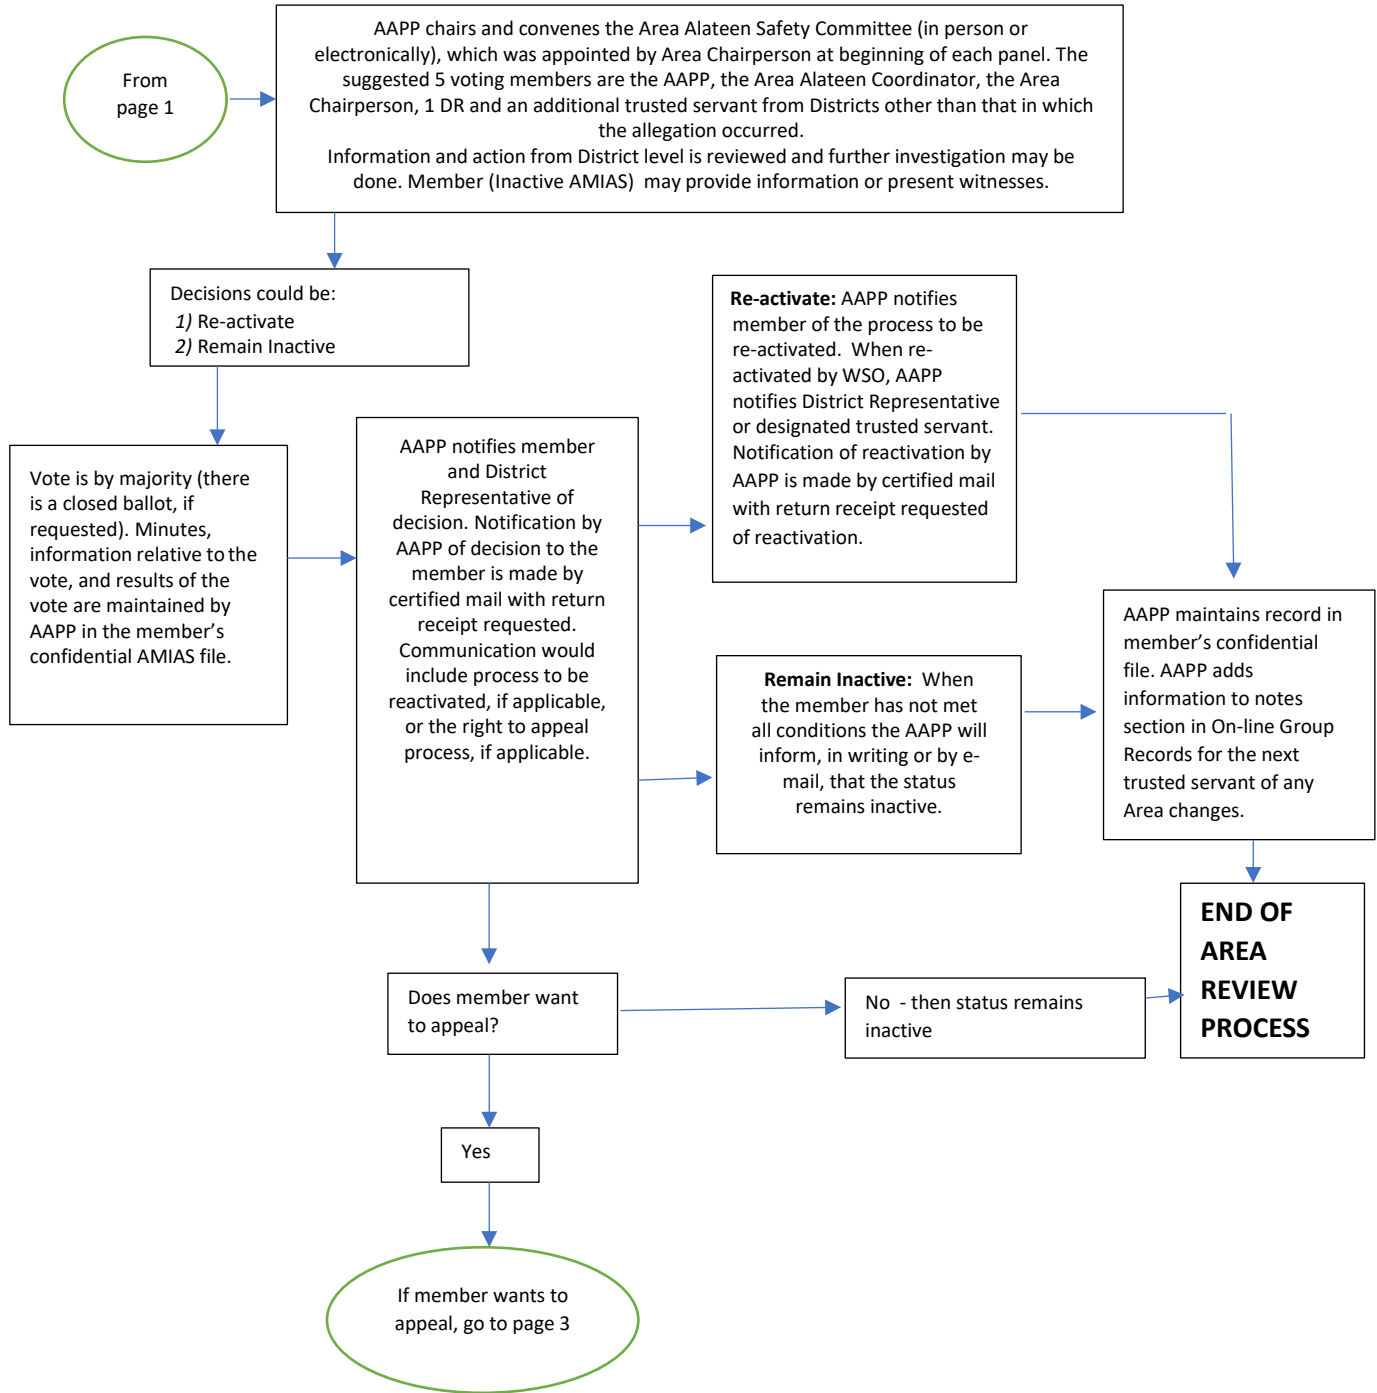 From
page 1
AAPP chairs and convenes the Area Alateen Safety Committee (in person or
electronically), which was appointed by Area Chairperson at beginning of each panel. The
suggested 5 voting members are the AAPP, the Area Alateen Coordinator, the Area
Chairperson, 1 DR and an additional trusted servant from Districts other than that in which
the allegation occurred.
Information and action from District level is reviewed and further investigation may be
done. Member (Inactive AMIAS) may provide information or present witnesses.
Decisions could be:
1) Re-activate
2) Remain Inactive
Vote is by majority (there
is a closed ballot, if
requested). Minutes,
information relative to the
vote, and results of the
vote are maintained by
AAPP in the member's
confidential AMIAS file.
AAPP notifies member
and District
Representative of
decision. Notification by
AAPP of decision to the
member is made by
certified mail with return
receipt requested.
Communication would
include process to be
reactivated, if applicable,
or the right to appeal
process, if applicable.
Re-activate: AAPP notifies
member of the process to be
re-activated. When re-
activated by WSO, AAPP
notifies District Representative
or designated trusted servant.
Notification of reactivation by
AAPP is made by certified mail
with return receipt requested
of reactivation.
Remain Inactive: When
the member has not met
all conditions the AAPP will
inform, in writing or by e-
mail, that the status
remains inactive.
AAPP maintains record in
member's confidential
file. AAPP adds
information to notes
section in On-line Group
Records for the next
trusted servant of any
Area changes.
END OF
AREA
REVIEW
PROCESS
Does member want
to appeal?
No - then status remains
inactive
Yes
If member wants to
appeal, go to page 3